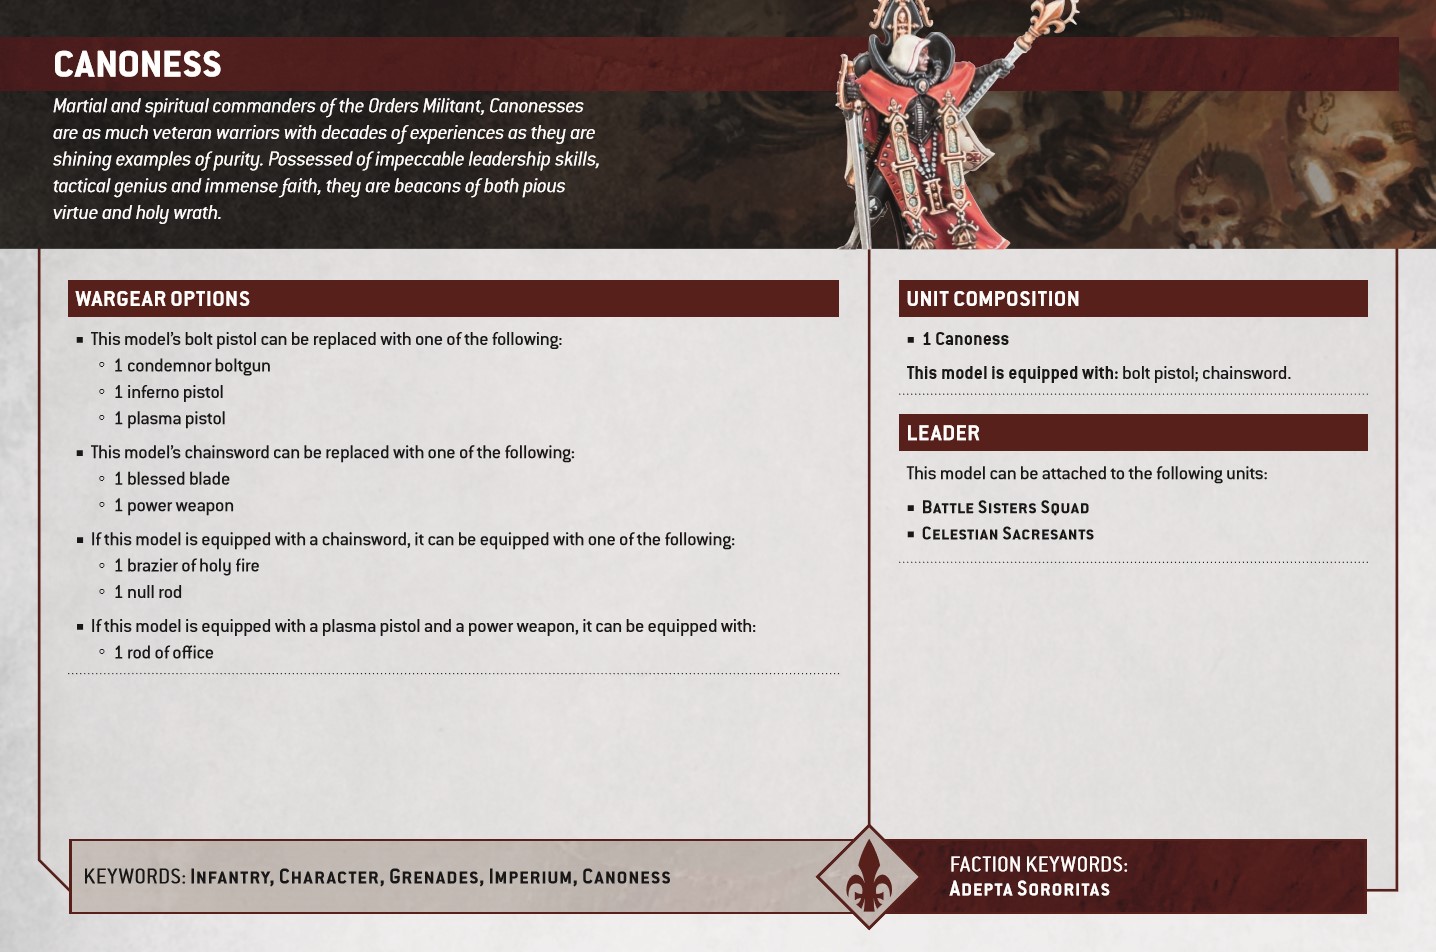 CANONESS
Martial and spiritual commanders of the Orders Militant, Canonesses
are as much veteran warriors with decades of experiences as they are
shining examples of purity. Possessed of impeccable leadership skills,
tactical genius and immense faith, they are beacons of both pious
virtue and holy wrath.
WARGEAR OPTIONS
■ This model's bolt pistol can be replaced with one of the following:
◦ 1 condemnor boltgun
◦ 1 inferno pistol
◦ 1 plasma pistol
■ This model's chainsword can be replaced with one of the following:
◦ 1 blessed blade
◦ 1 power weapon
■ If this model is equipped with a chainsword, it can be equipped with one of the following:
◦ 1 brazier of holy fire
◦ 1 null rod
■ If this model is equipped with a plasma pistol and a power weapon, it can be equipped with:
◦ 1 rod of office
UNIT COMPOSITION
■ 1 Canoness
This model is equipped with: bolt pistol; chainsword.
LEADER
This model can be attached to the following units:
■ Battle Sisters Squad
■ Celestian Sacresants
KEYWORDS: Infantry, Character, Grenades, Imperium, Canoness
FACTION KEYWORDS:
Adepta Sororitas